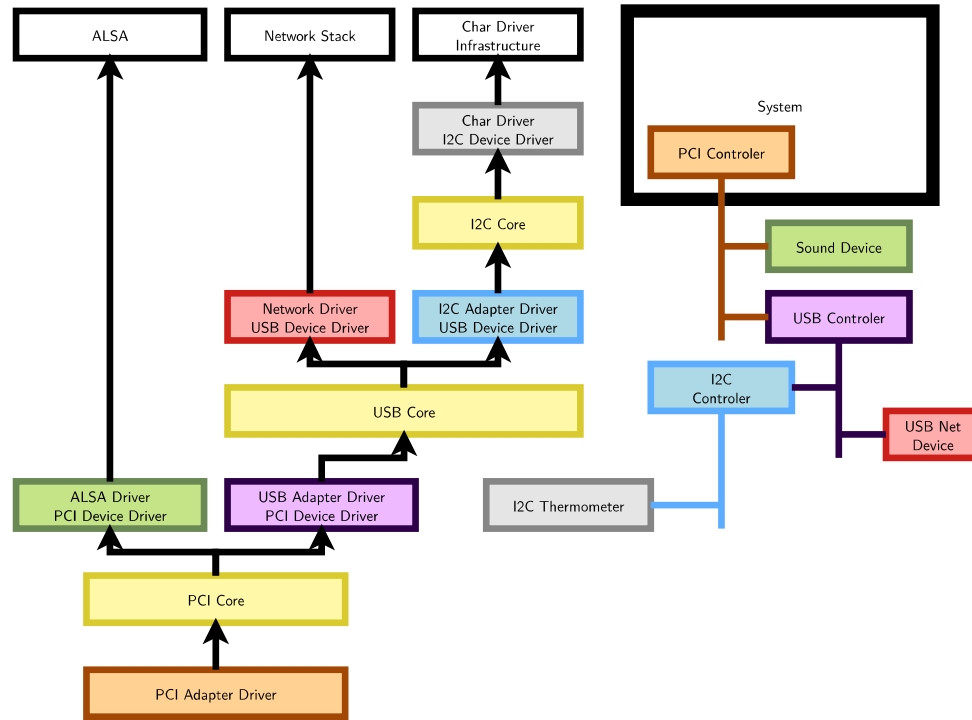 ALSA
Network Stack
Char Driver
Infrastructure
System
Char Driver
I2C Device Driver
PCI Controler
I2C Core
Sound Device
Network Driver
USB Device Driver
I2C Adapter Driver
USB Device Driver
USB Controler
I2C
Controler
USB Core
USB Net
Device
ALSA Driver
PCI Device Driver
USB Adapter Driver
PCI Device Driver
I2C Thermometer
PCI Core
PCI Adapter Driver